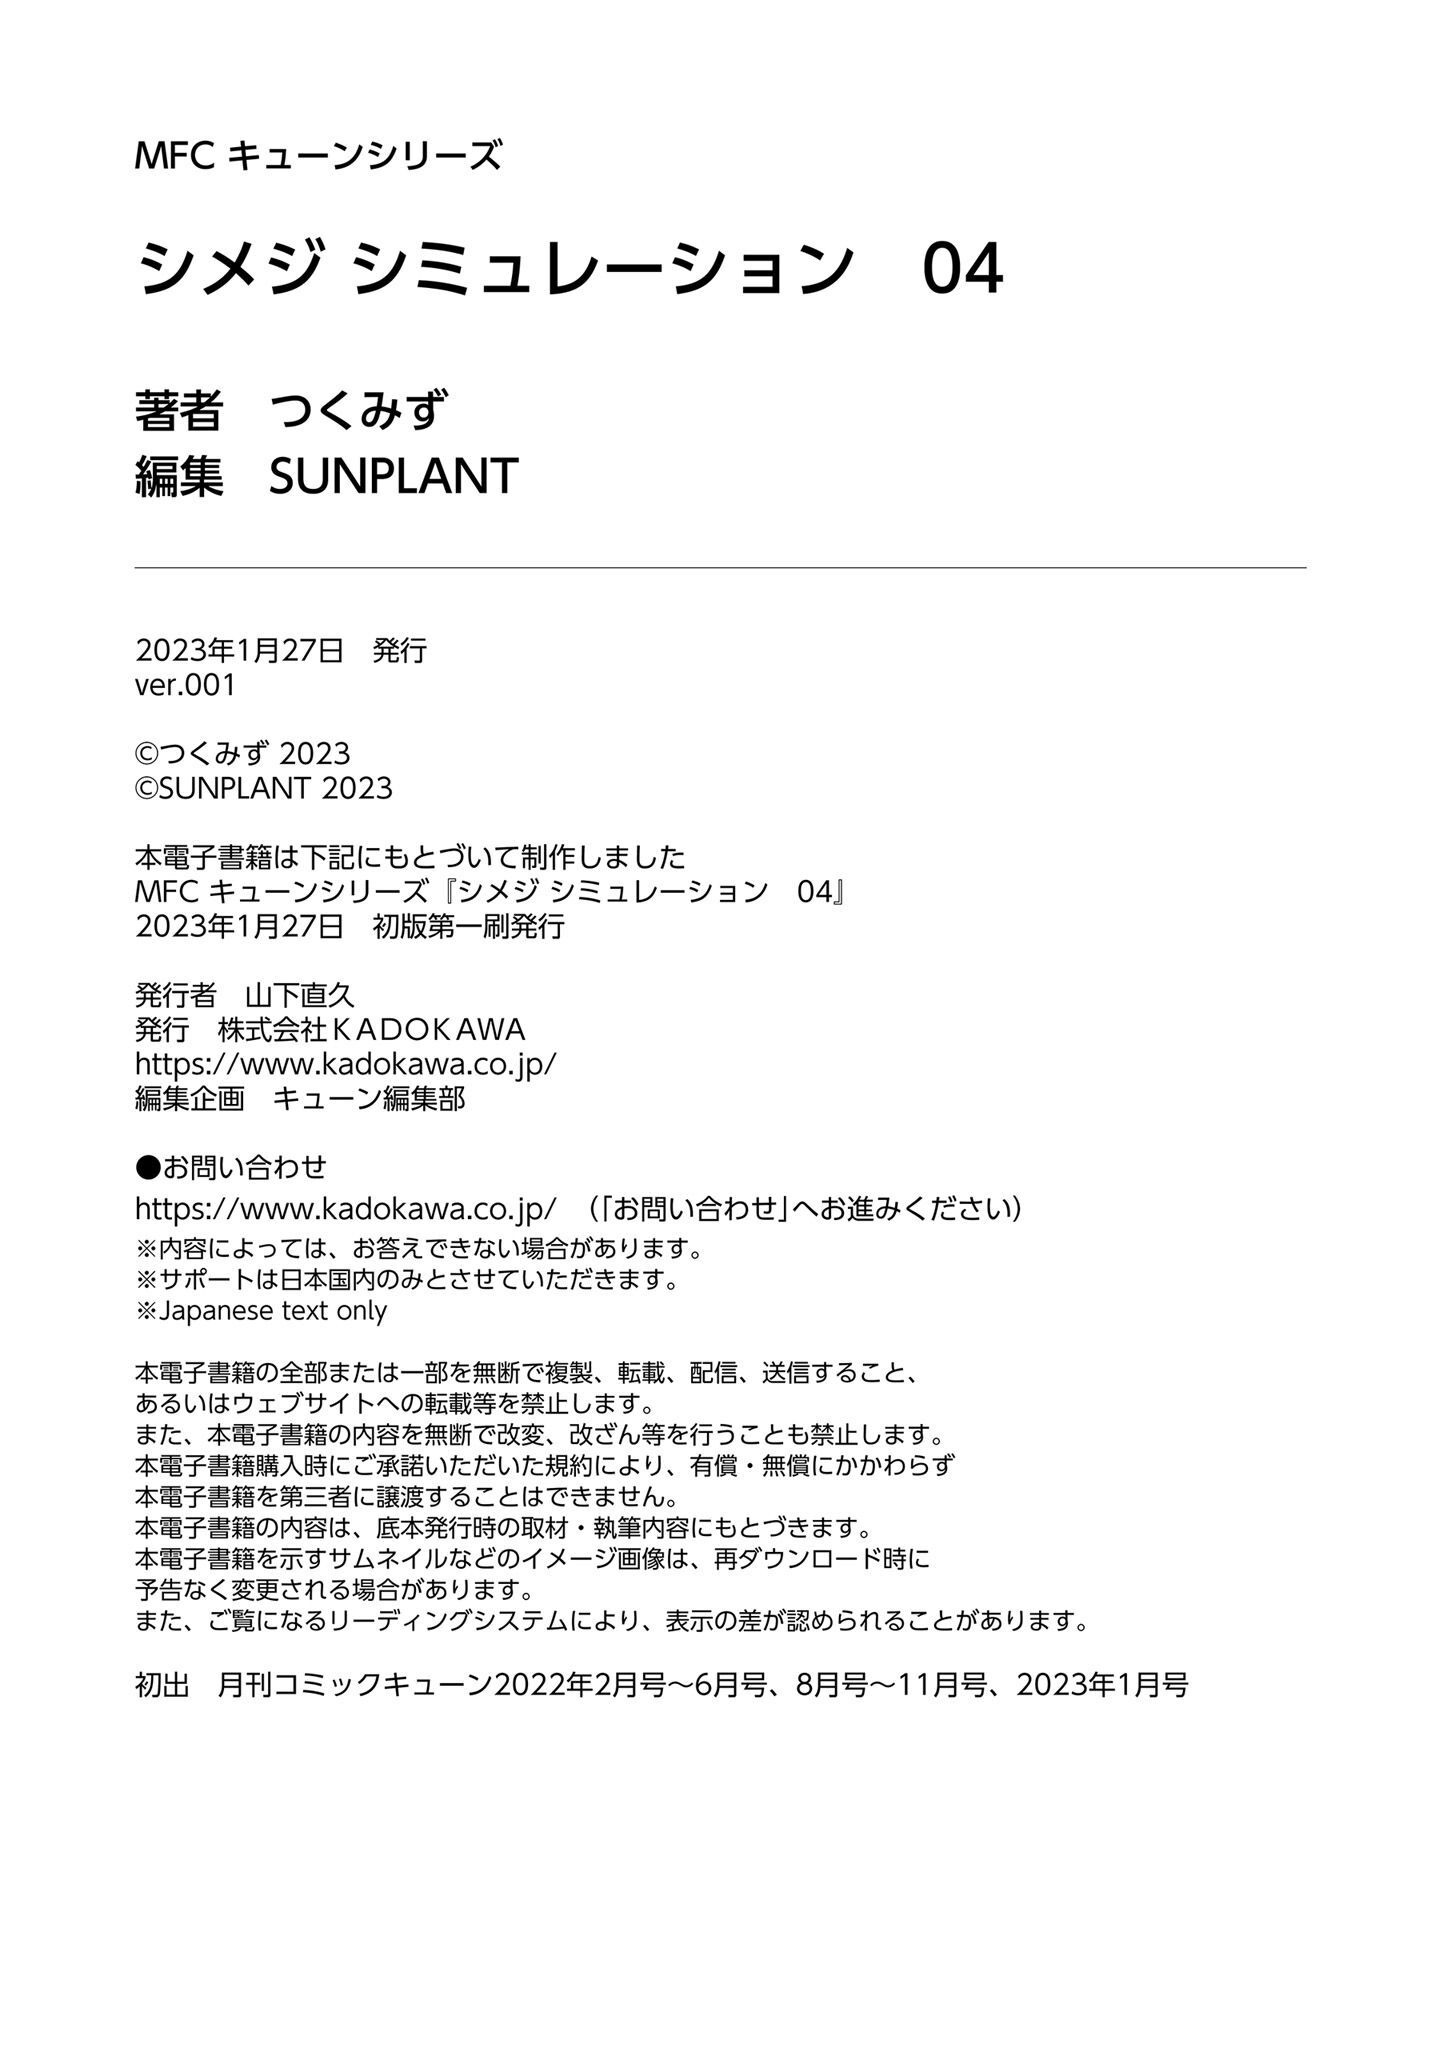 MFC キューンシリーズ
シメジ シミュレーション　04
著者　つくみず
編集　SUNPLANT
2023年1月27日　発行
ver.001
©つくみず 2023
©SUNPLANT 2023
本電子書籍は下記にもとづいて制作しました
MFC キューンシリーズ『シメジ シミュレーション　04』
2023年1月27日　初版第一刷発行
発行者　山下直久
発行　株式会社ＫＡＤＯＫＡＷＡ
https://www.kadokawa.co.jp/
編集企画　キューン編集部
●お問い合わせ
https://www.kadokawa.co.jp/　（「お問い合わせ」へお進みください）
※内容によっては、お答えできない場合があります。
※サポートは日本国内のみとさせていただきます。
※Japanese text only
本電子書籍の全部または一部を無断で複製、転載、配信、送信すること、
あるいはウェブサイトへの転載等を禁止します。
また、本電子書籍の内容を無断で改変、改ざん等を行うことも禁止します。
本電子書籍購入時にご承諾いただいた規約により、有償・無償にかかわらず
本電子書籍を第三者に譲渡することはできません。
本電子書籍の内容は、底本発行時の取材・執筆内容にもとづきます。
本電子書籍を示すサムネイルなどのイメージ画像は、再ダウンロード時に
予告なく変更される場合があります。
また、ご覧になるリーディングシステムにより、表示の差が認められることがあります。
初出　月刊コミックキューン2022年2月号～6月号、8月号～11月号、2023年1月号